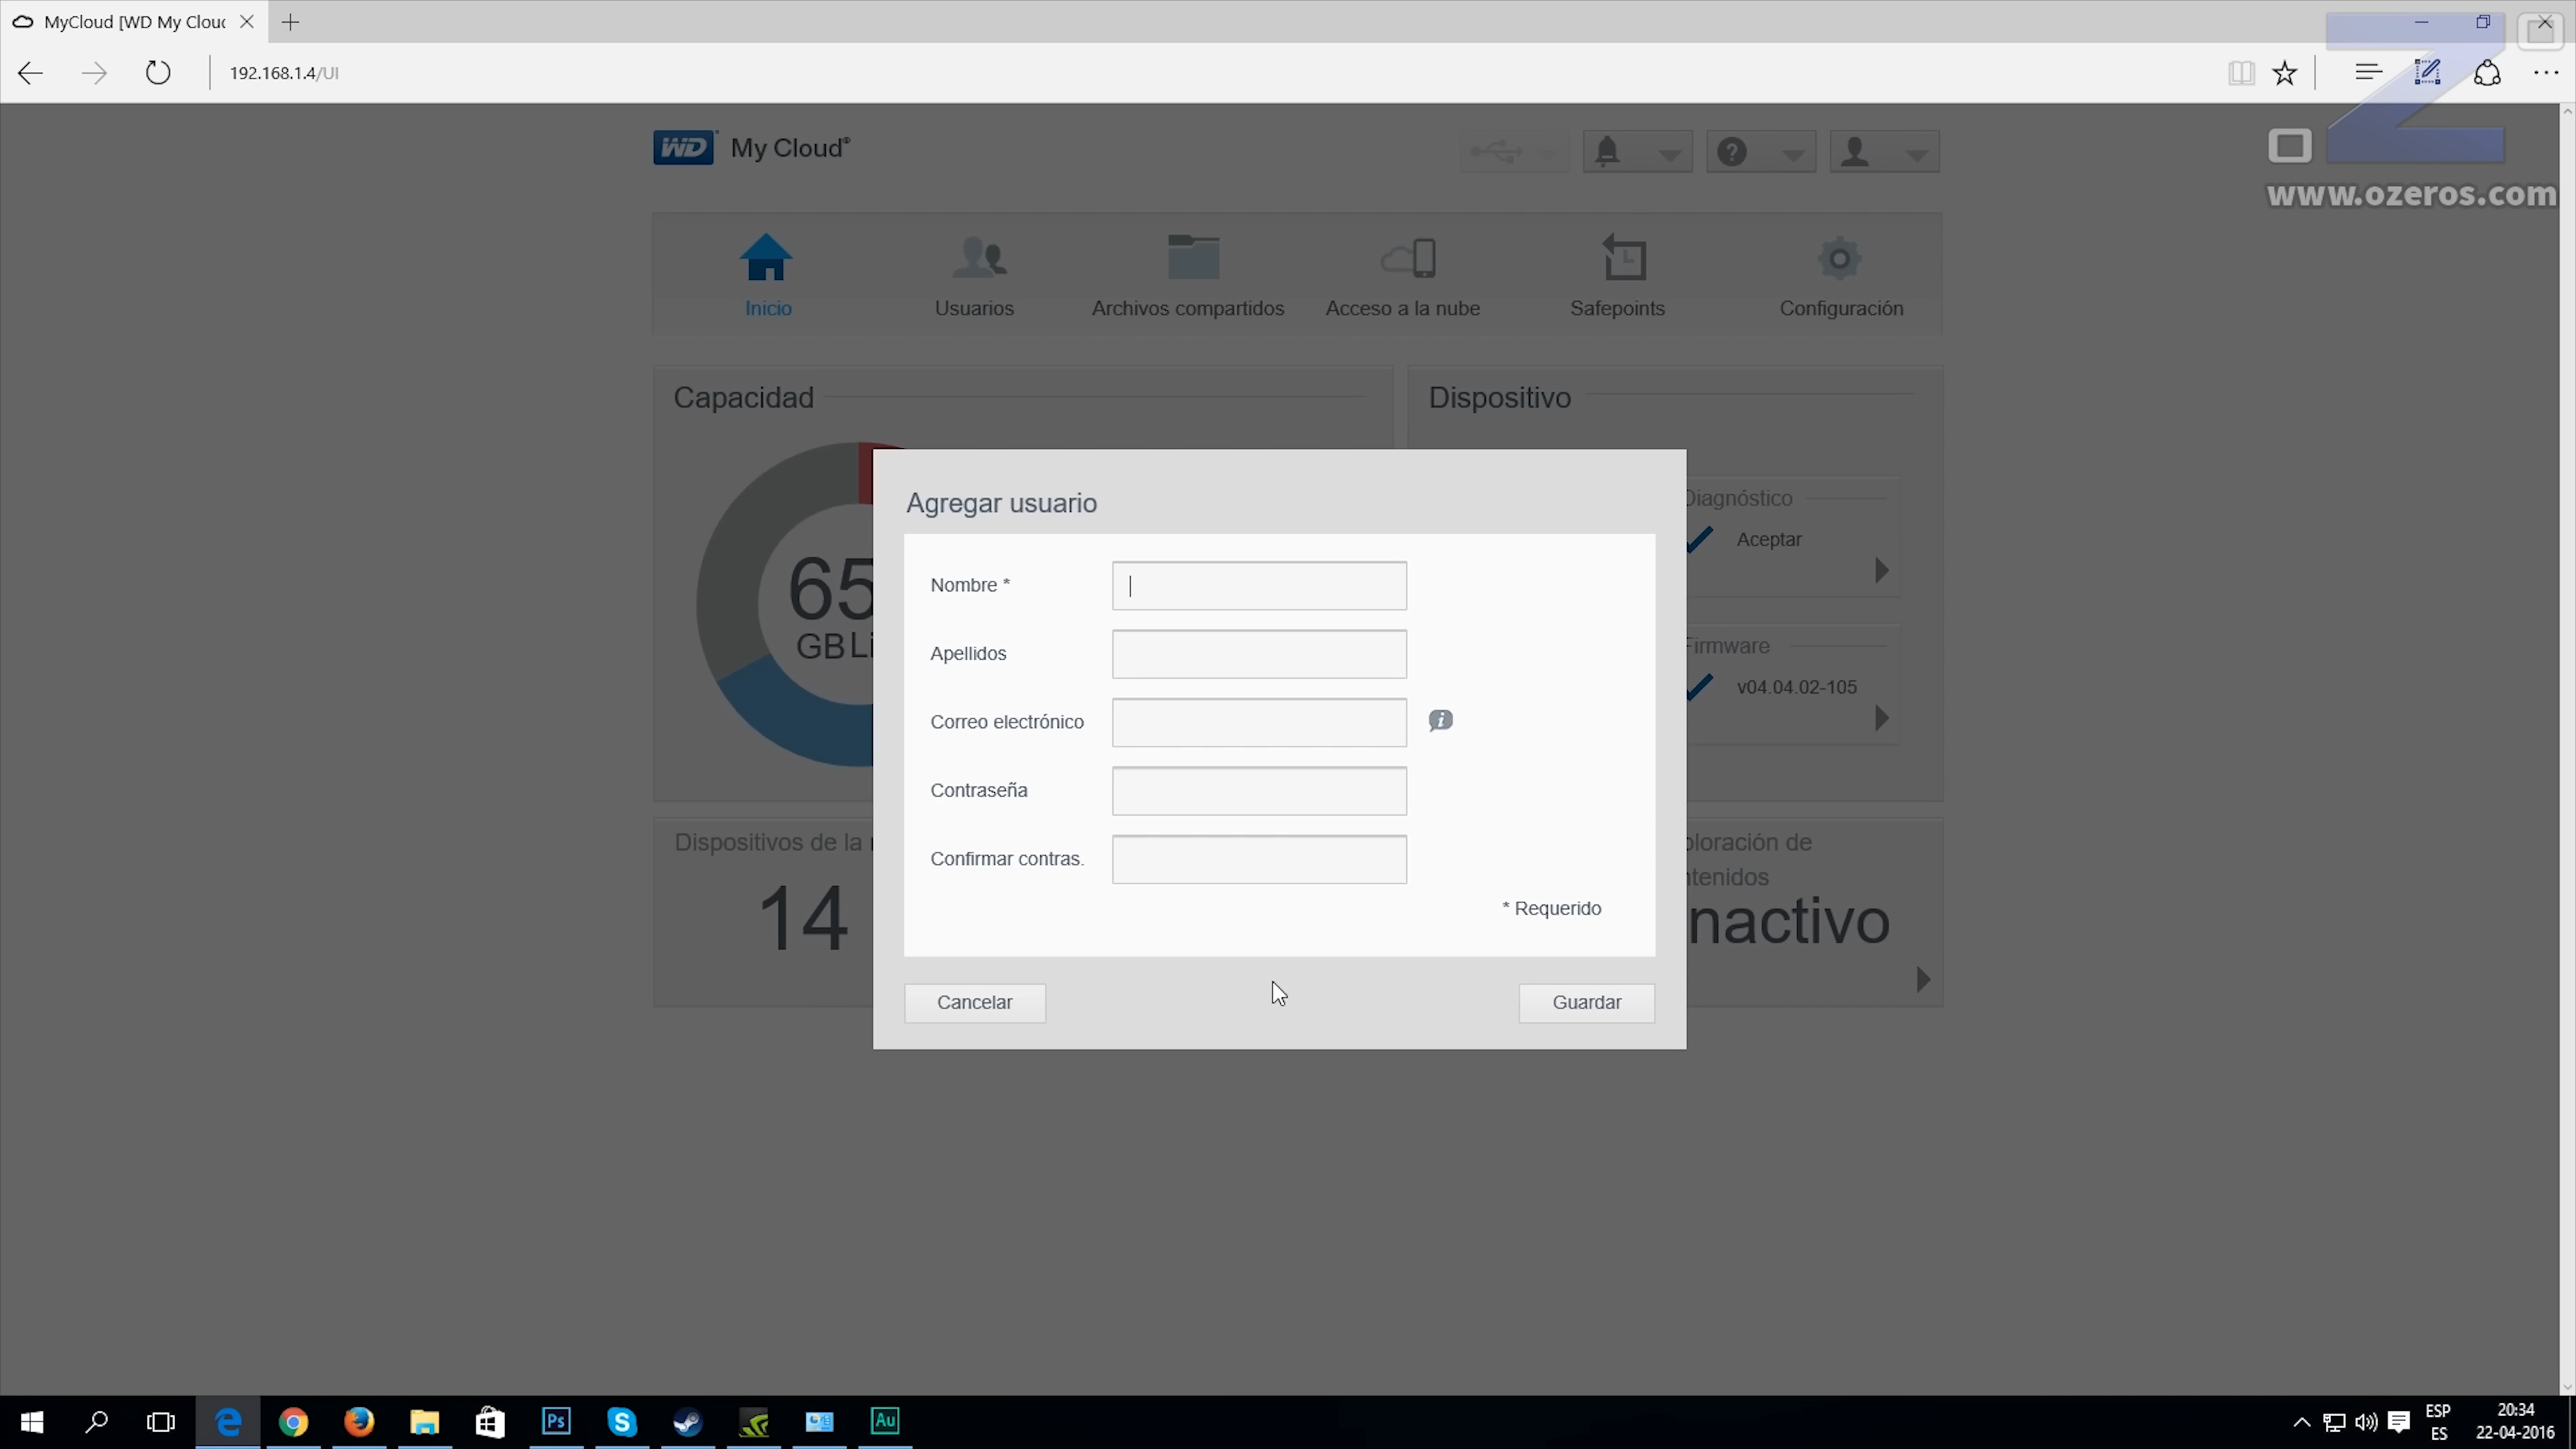 MyCloud [WD My Cloud
192.168.1.4/UI
WD My Cloud®
www.ozeros.com
Inicio
Usuarios
Archivos compartidos
Acceso a la nube
Safepoints
Configuración
Capacidad
Dispositivo
65
GB Li
Agregar usuario
Nombre *
Apellidos
Correo electrónico
Contraseña
Confirmar contras.
* Requerido
Cancelar
Guardar
Diagnóstico
Aceptar
Firmware
v04.04.02-105
Dispositivos de la
14
ploración de
ntenidos
nactivo
Ps
Au
ESP
ES
20:34
22-04-2016